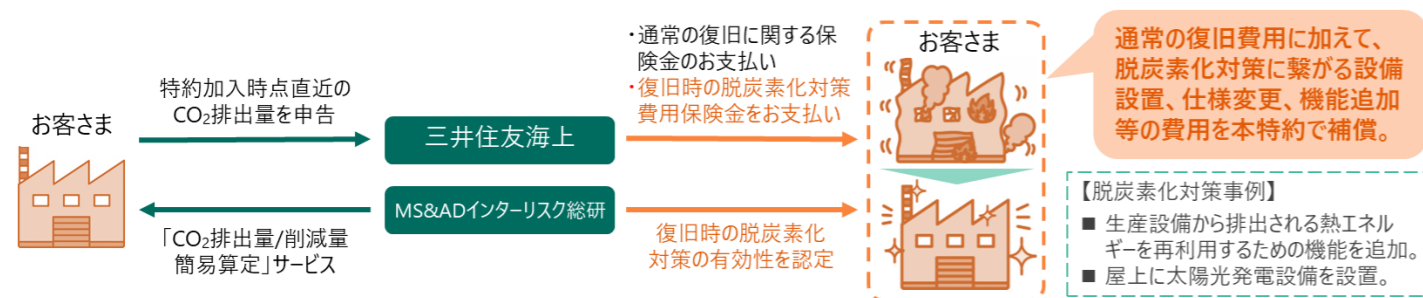 お客さま
特約加入時点直近の
CO₂排出量を申告
「CO₂排出量/削減量
簡易算定」サービス
三井住友海上
MS&ADインターリスク総研
・通常の復旧に関する保
険金のお支払い
・復旧時の脱炭素化対策
費用保険金をお支払い
復旧時の脱炭素化
対策の有効性を認定
お客さま
通常の復旧費用に加えて、
脱炭素化対策に繋がる設備
設置、仕様変更、機能追加
等の費用を本特約で補償。
【脱炭素化対策事例】
■ 生産設備から排出される熱エネル
ギーを再利用するための機能を追加。
■ 屋上に太陽光発電設備を設置。